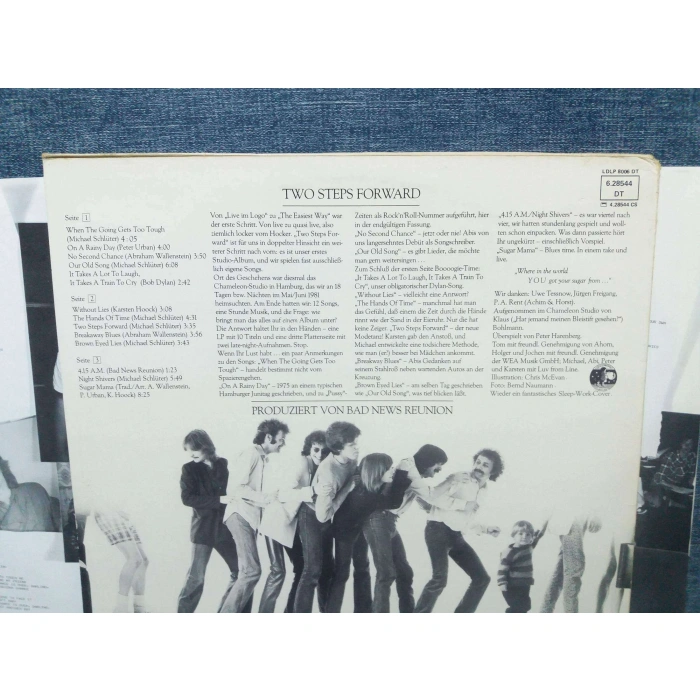 LDLP 8006 DT
6.28544
DT
4.28544 CS
TWO STEPS FORWARD
Seite 1
When The Going Gets Too Tough
(Michael Schlüter) 4:05
On A Rainy Day (Peter Urban) 4:00
No Second Chance (Abraham Wallenstein) 3:50
Our Old Song (Michael Schlüter) 6:08
It Takes A Lot To Laugh,
It Takes A Train To Cry (Bob Dylan) 2:42
Seite 2
Without Lies (Karsten Hoock) 3:08
The Hands Of Time (Michael Schlüter) 4:31
Two Steps Forward (Michael Schlüter) 3:35
Breakaway Blues (Abraham Wallenstein) 3:56
Brown Eyed Lies (Michael Schlüter) 3:43
Seite 3
4.15 A.M. (Bad News Reunion) 1:23
Night Shivers (Michael Schlüter) 5:49
Sugar Mama (Trad./Arr. A. Wallenstein,
P. Urban, K. Hoock) 8:25
Von „Live im Logo“ zu „The Easiest Way“ war
der erste Schritt. Von live zu quasi live, also
ziemlich locker vom Hocker. „Two Steps For-
ward“ ist für uns in doppelter Hinsicht ein wei-
terer Schritt nach vorn: es ist unser erstes
Studio-Album, und wir spielen fast ausschließ-
lich eigene Songs.
Ort des Geschehens war diesmal das
Chameleon-Studio in Hamburg, das wir an 18
Tagen bzw. Nächten im Mai/Juni 1981
heimsuchten. Am Ende hatten wir 12 Songs,
eine Stunde Musik, und die Frage: wie
bringt man das alles auf einem Album unter?
Die Antwort haltet Ihr in den Händen – eine
LP mit 10 Titeln und eine dritte Plattenseite mit
zwei late-night-Aufnahmen. Stop.
Wenn Ihr Lust habt . . . ein paar Anmerkungen
zu den Songs: „When The Going Gets Too
Tough“ – handelt bestimmt nicht vom
Spazierengehen.
„On A Rainy Day“ – 1975 an einem typischen
Hamburger Junitag geschrieben, und zu „Pussy“-
Zeiten als Rock'n'Roll-Nummer aufgeführt, hier
in der endgültigen Fassung.
„No Second Chance“ – jetzt oder nie! Abis von
uns langersehntes Debüt als Songschreiber.
„Our Old Song“ – es gibt Lieder, die möchte
man gern weitersingen . . .
Zum Schluß der ersten Seite Boooogie-Time:
„It Takes A Lot To Laugh, It Takes A Train To
Cry“, unser obligatorischer Dylan-Song.
„Without Lies“ – vielleicht eine Antwort?
„The Hands Of Time“ – manchmal hat man
das Gefühl, daß einem die Zeit durch die Hände
rinnt wie der Sand in der Eieruhr. Nur die hat
keine Zeiger. „Two Steps Forward“ – der neue
Modetanz! Karsten gab den Anstoß, und
Michael entwickelte eine todsichere Methode,
wie man (er?) besser bei Mädchen ankommt.
„Breakaway Blues“ – Abis Gedanken auf
seinem Stahlroß neben wartenden Autos an der
Kreuzung.
„Brown Eyed Lies“ – am selben Tag geschrieben
wie „Our Old Song“, was tief blicken läßt.
„4.15 A.M./Night Shivers“ – es war viertel nach
vier, wir hatten stundenlang gespielt und woll-
ten schon einpacken. Was dann passierte hört
Ihr ungekürzt – einschließlich Vorspiel.
„Sugar Mama“ – Blues time. In einem take und
live.
„Where in the world
YOU got your sugar from . . .“
Wir danken: Uwe Tessnow, Jürgen Freigang,
P. A. Rent (Achim & Horst).
Aufgenommen im Chameleon Studio von
Klaus („Hat jemand meinen Bleistift gesehen?“)
Bohlmann.
Überspielt von Peter Harenberg
Tom mit freundl. Genehmigung von Ahorn,
Holger und Jochen mit freundl. Genehmigung
der WEA Musik GmbH, Michael, Abi, Peter
und Karsten mit Luv from Line.
Illustration: Chris McEvan.
Foto: Bernd Naumann
Wieder ein fantastisches Sleep-Work-Cover.
PRODUZIERT VON BAD NEWS REUNION